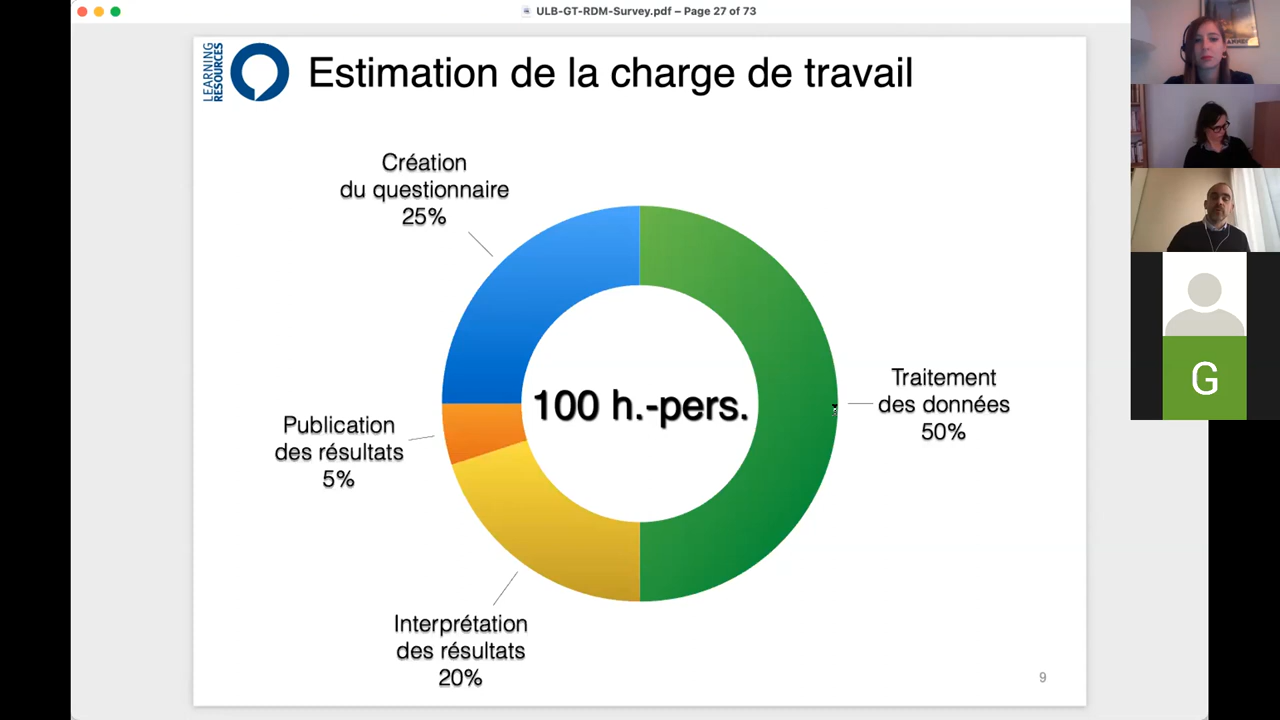 ULB-GT-RDM-Survey.pdf – Page 27 of 73
LEARNING
RESOURCES
Estimation de la charge de travail
Création
du questionnaire
25%
100 h.-pers.
Traitement
des données
50%
Publication
des résultats
5%
Interprétation
des résultats
20%
9
G